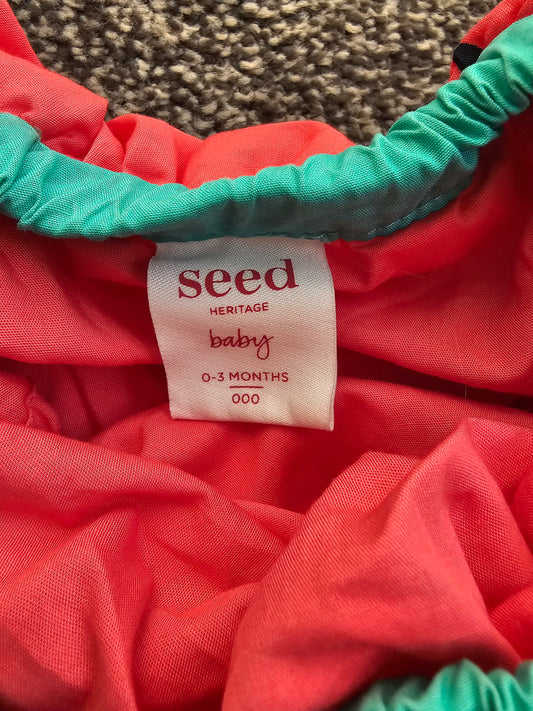 seed
HERITAGE
baby
0-3 MONTHS
000